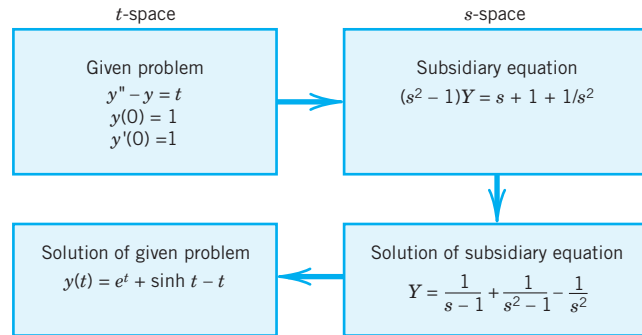 t-space
s-space
Given problem
y" – y = t
y(0) = 1
y'(0) =1
Subsidiary equation
(s² – 1)Y = s + 1 + 1/s²
Solution of given problem
y(t) = eᵗ + sinh t – t
Solution of subsidiary equation
Y = 1/(s – 1) + 1/(s² – 1) – 1/s²